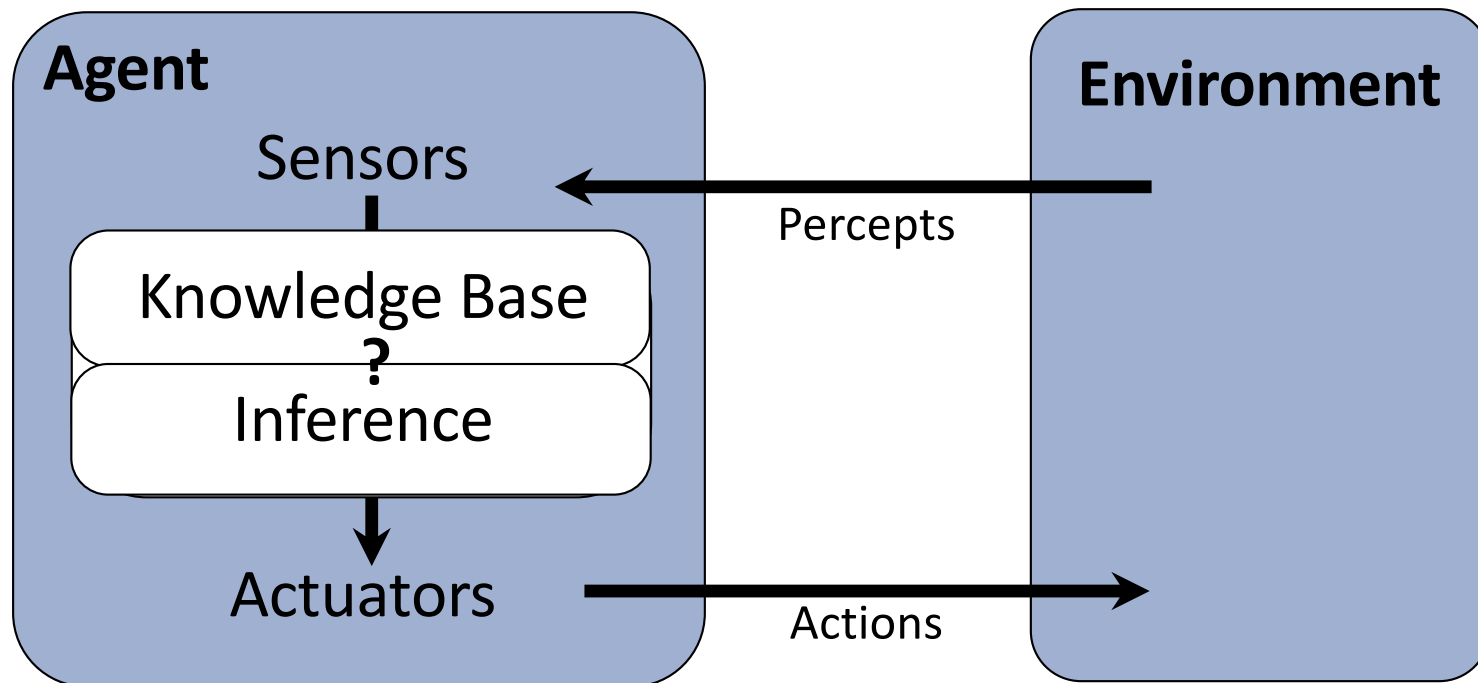 Agent
Environment
Sensors
Percepts
Knowledge Base
?
Inference
Actuators
Actions